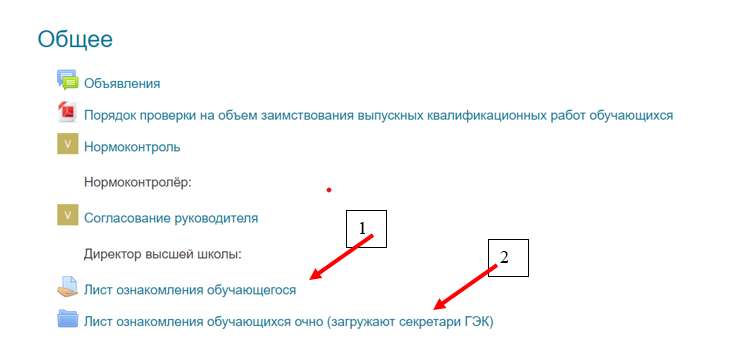 Общее
Объявления
Порядок проверки на объем заимствования выпускных квалификационных работ обучающихся
V
Нормоконтроль
Нормоконтролёр:
V
Согласование руководителя
1
Директор высшей школы:
2
Лист ознакомления обучающегося
Лист ознакомления обучающихся очно (загружают секретари ГЭК)